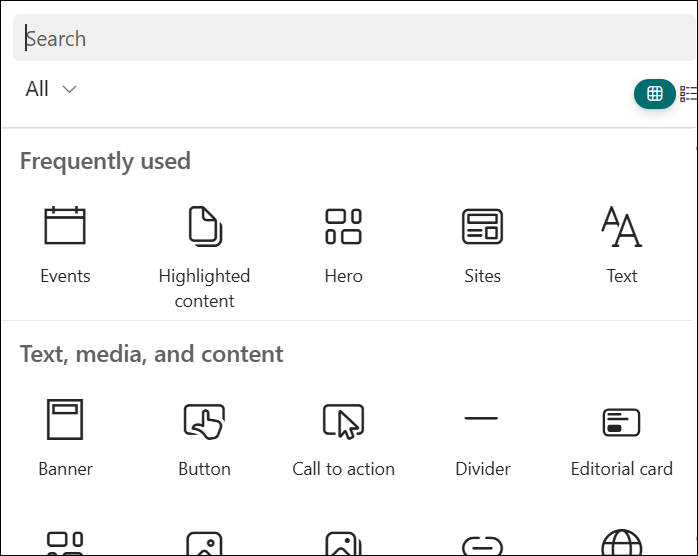 Search
All
Frequently used
Events
Highlighted
content
Hero
Sites
Text
Text, media, and content
Banner
Button
Call to action
Divider
Editorial card